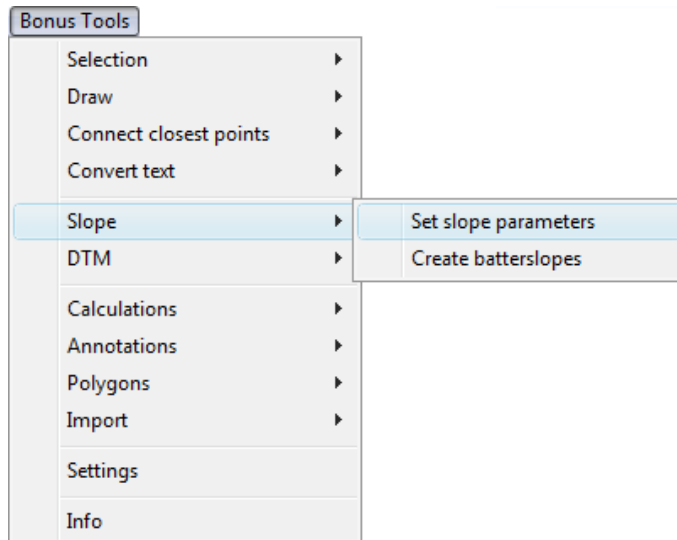 Bonus Tools
Selection
Draw
Connect closest points
Convert text
Slope
Set slope parameters
DTM
Create batterslopes
Calculations
Annotations
Polygons
Import
Settings
Info